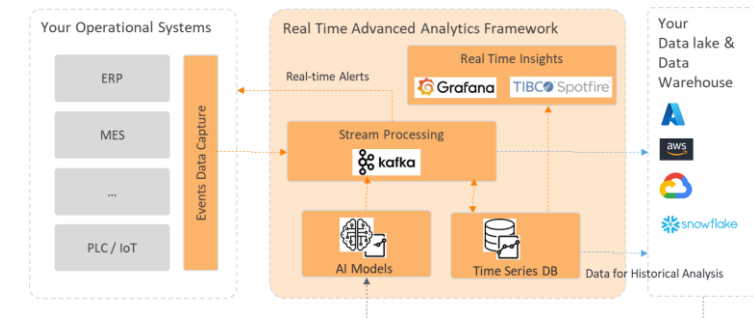 Your Operational Systems
ERP
MES
...
PLC / IoT
Events Data Capture
Real Time Advanced Analytics Framework
Real-time Alerts
Real Time Insights
Grafana
TIBCO Spotfire
Stream Processing
kafka
AI Models
Time Series DB
Data for Historical Analysis
Your
Data lake &
Data
Warehouse
aws
snowflake